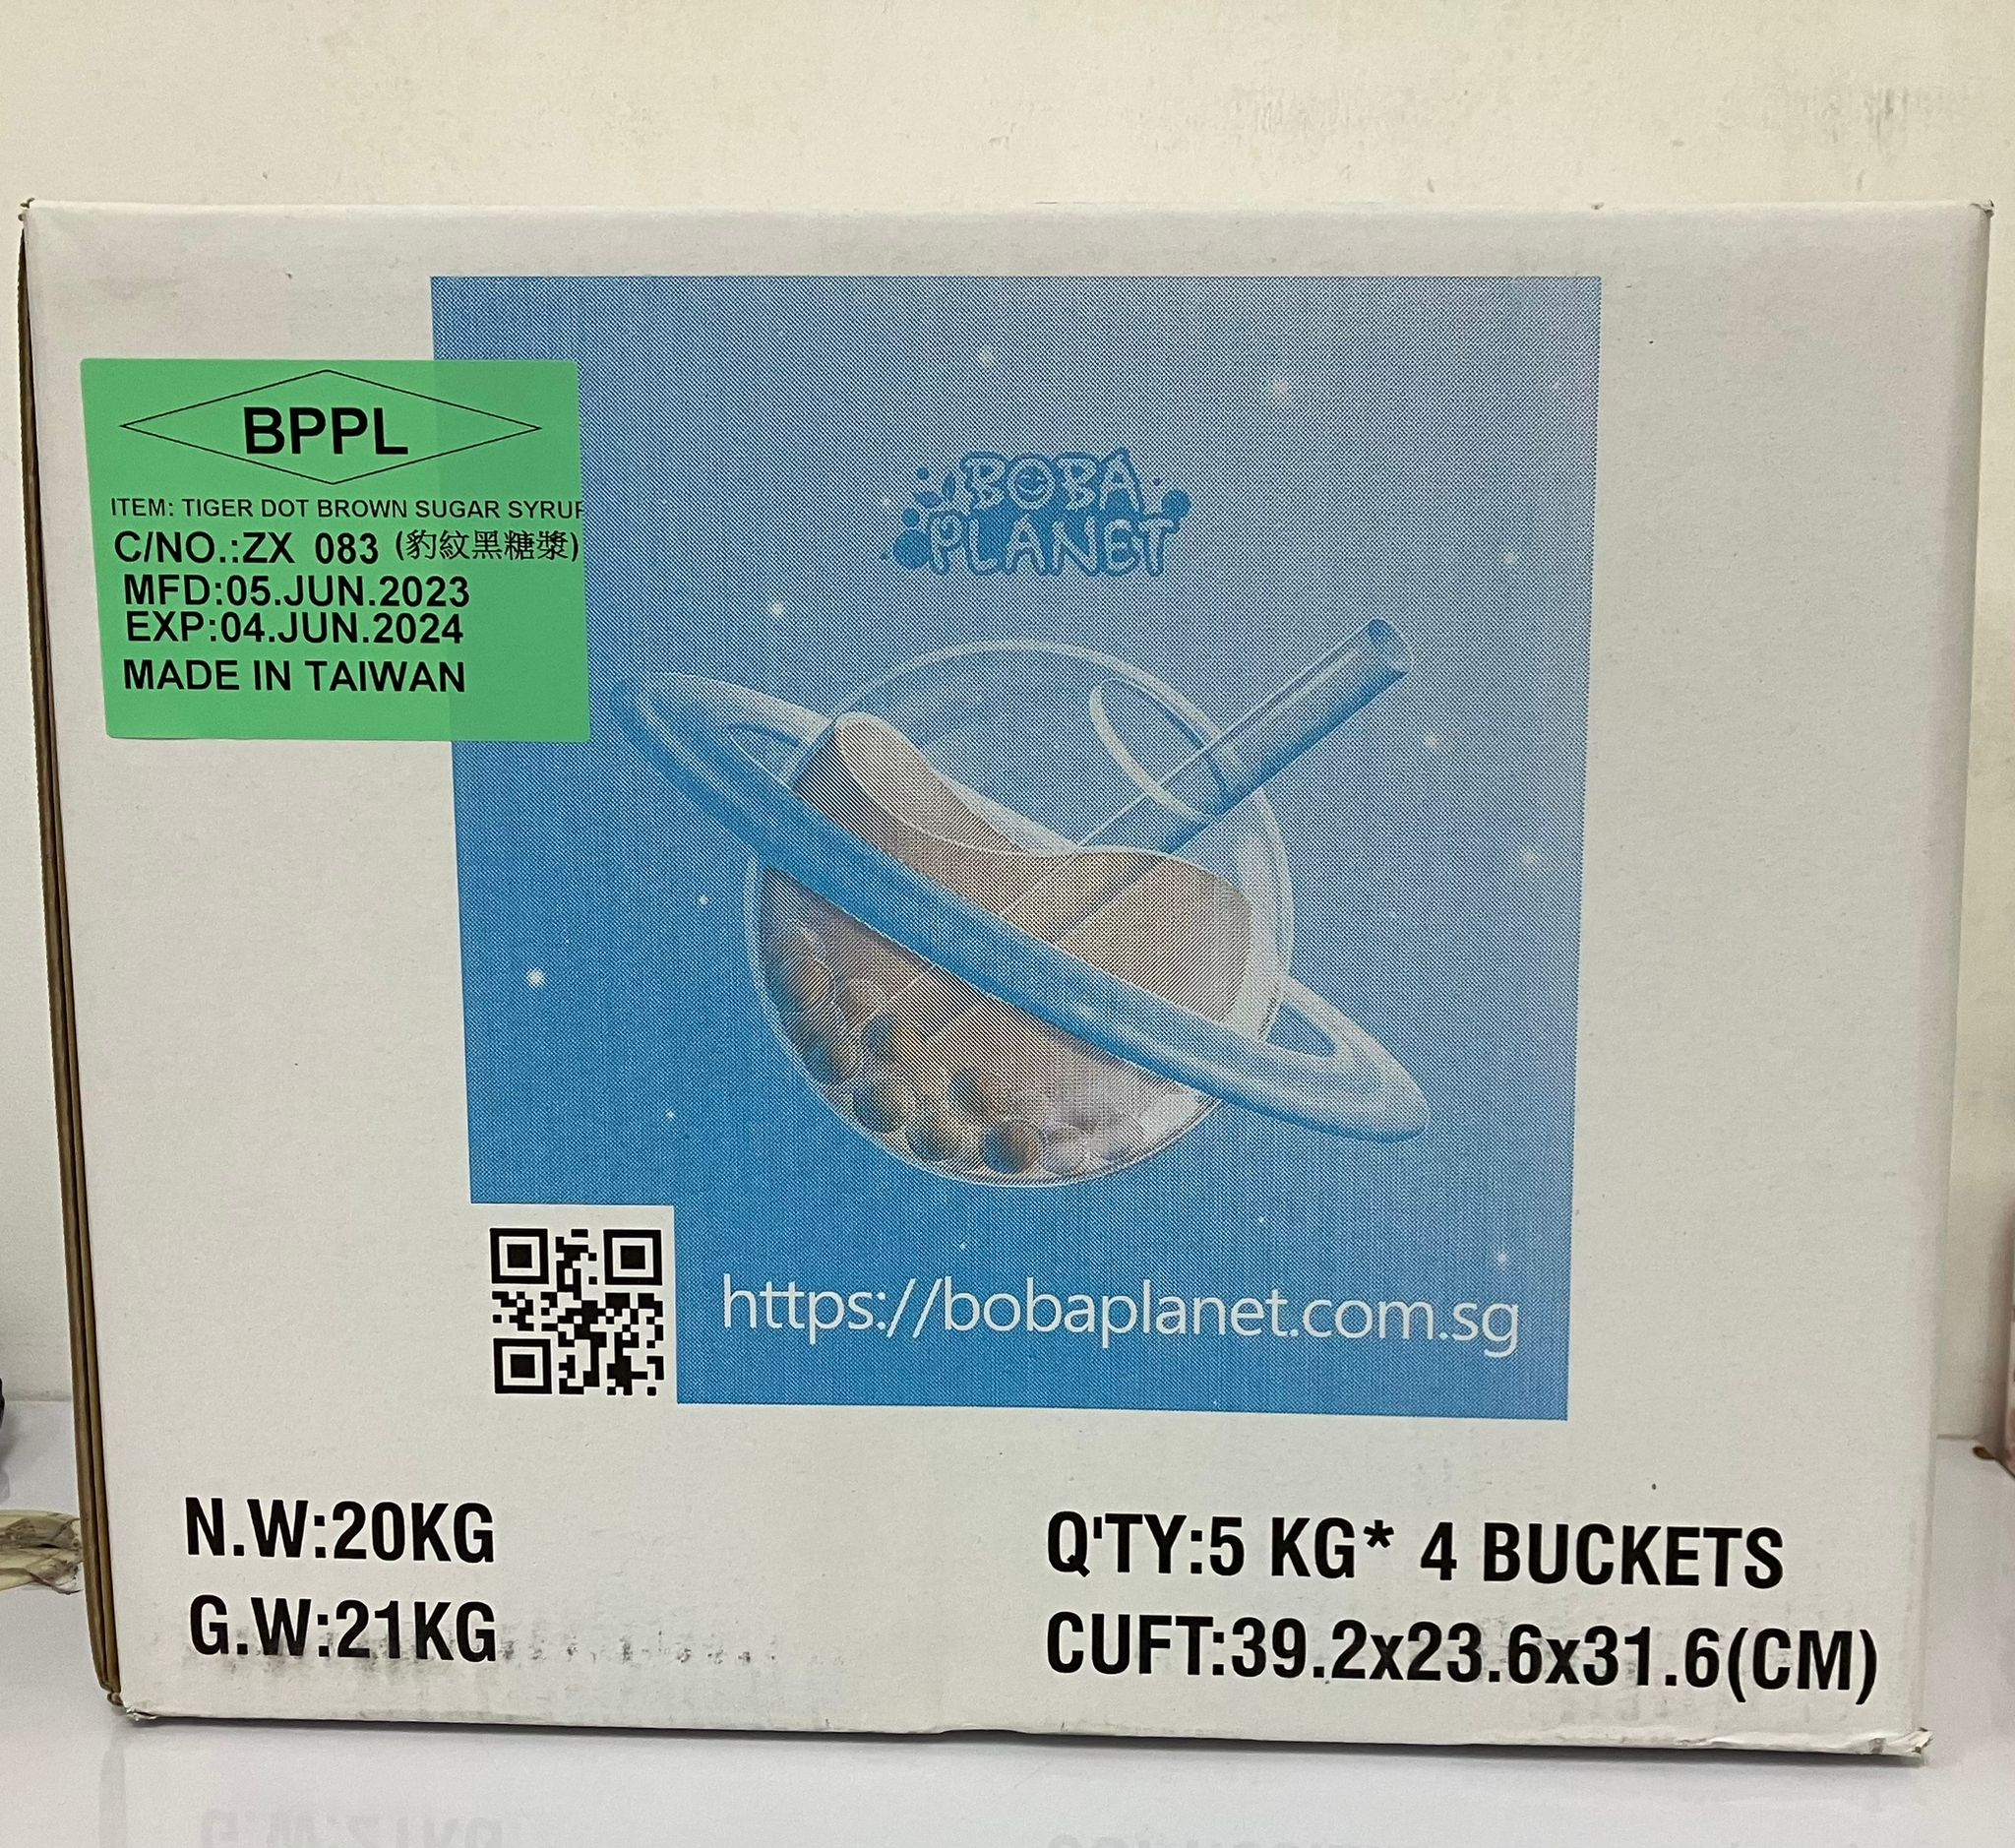 BPPL
ITEM: TIGER DOT BROWN SUGAR SYRUP
C/NO.:ZX 083 (豹紋黑糖漿)
MFD:05.JUN.2023
EXP:04.JUN.2024
MADE IN TAIWAN
BOBA
PLANET
https://bobaplanet.com.sg
N.W:20KG
G.W:21KG
Q'TY:5 KG* 4 BUCKETS
CUFT:39.2x23.6x31.6(CM)